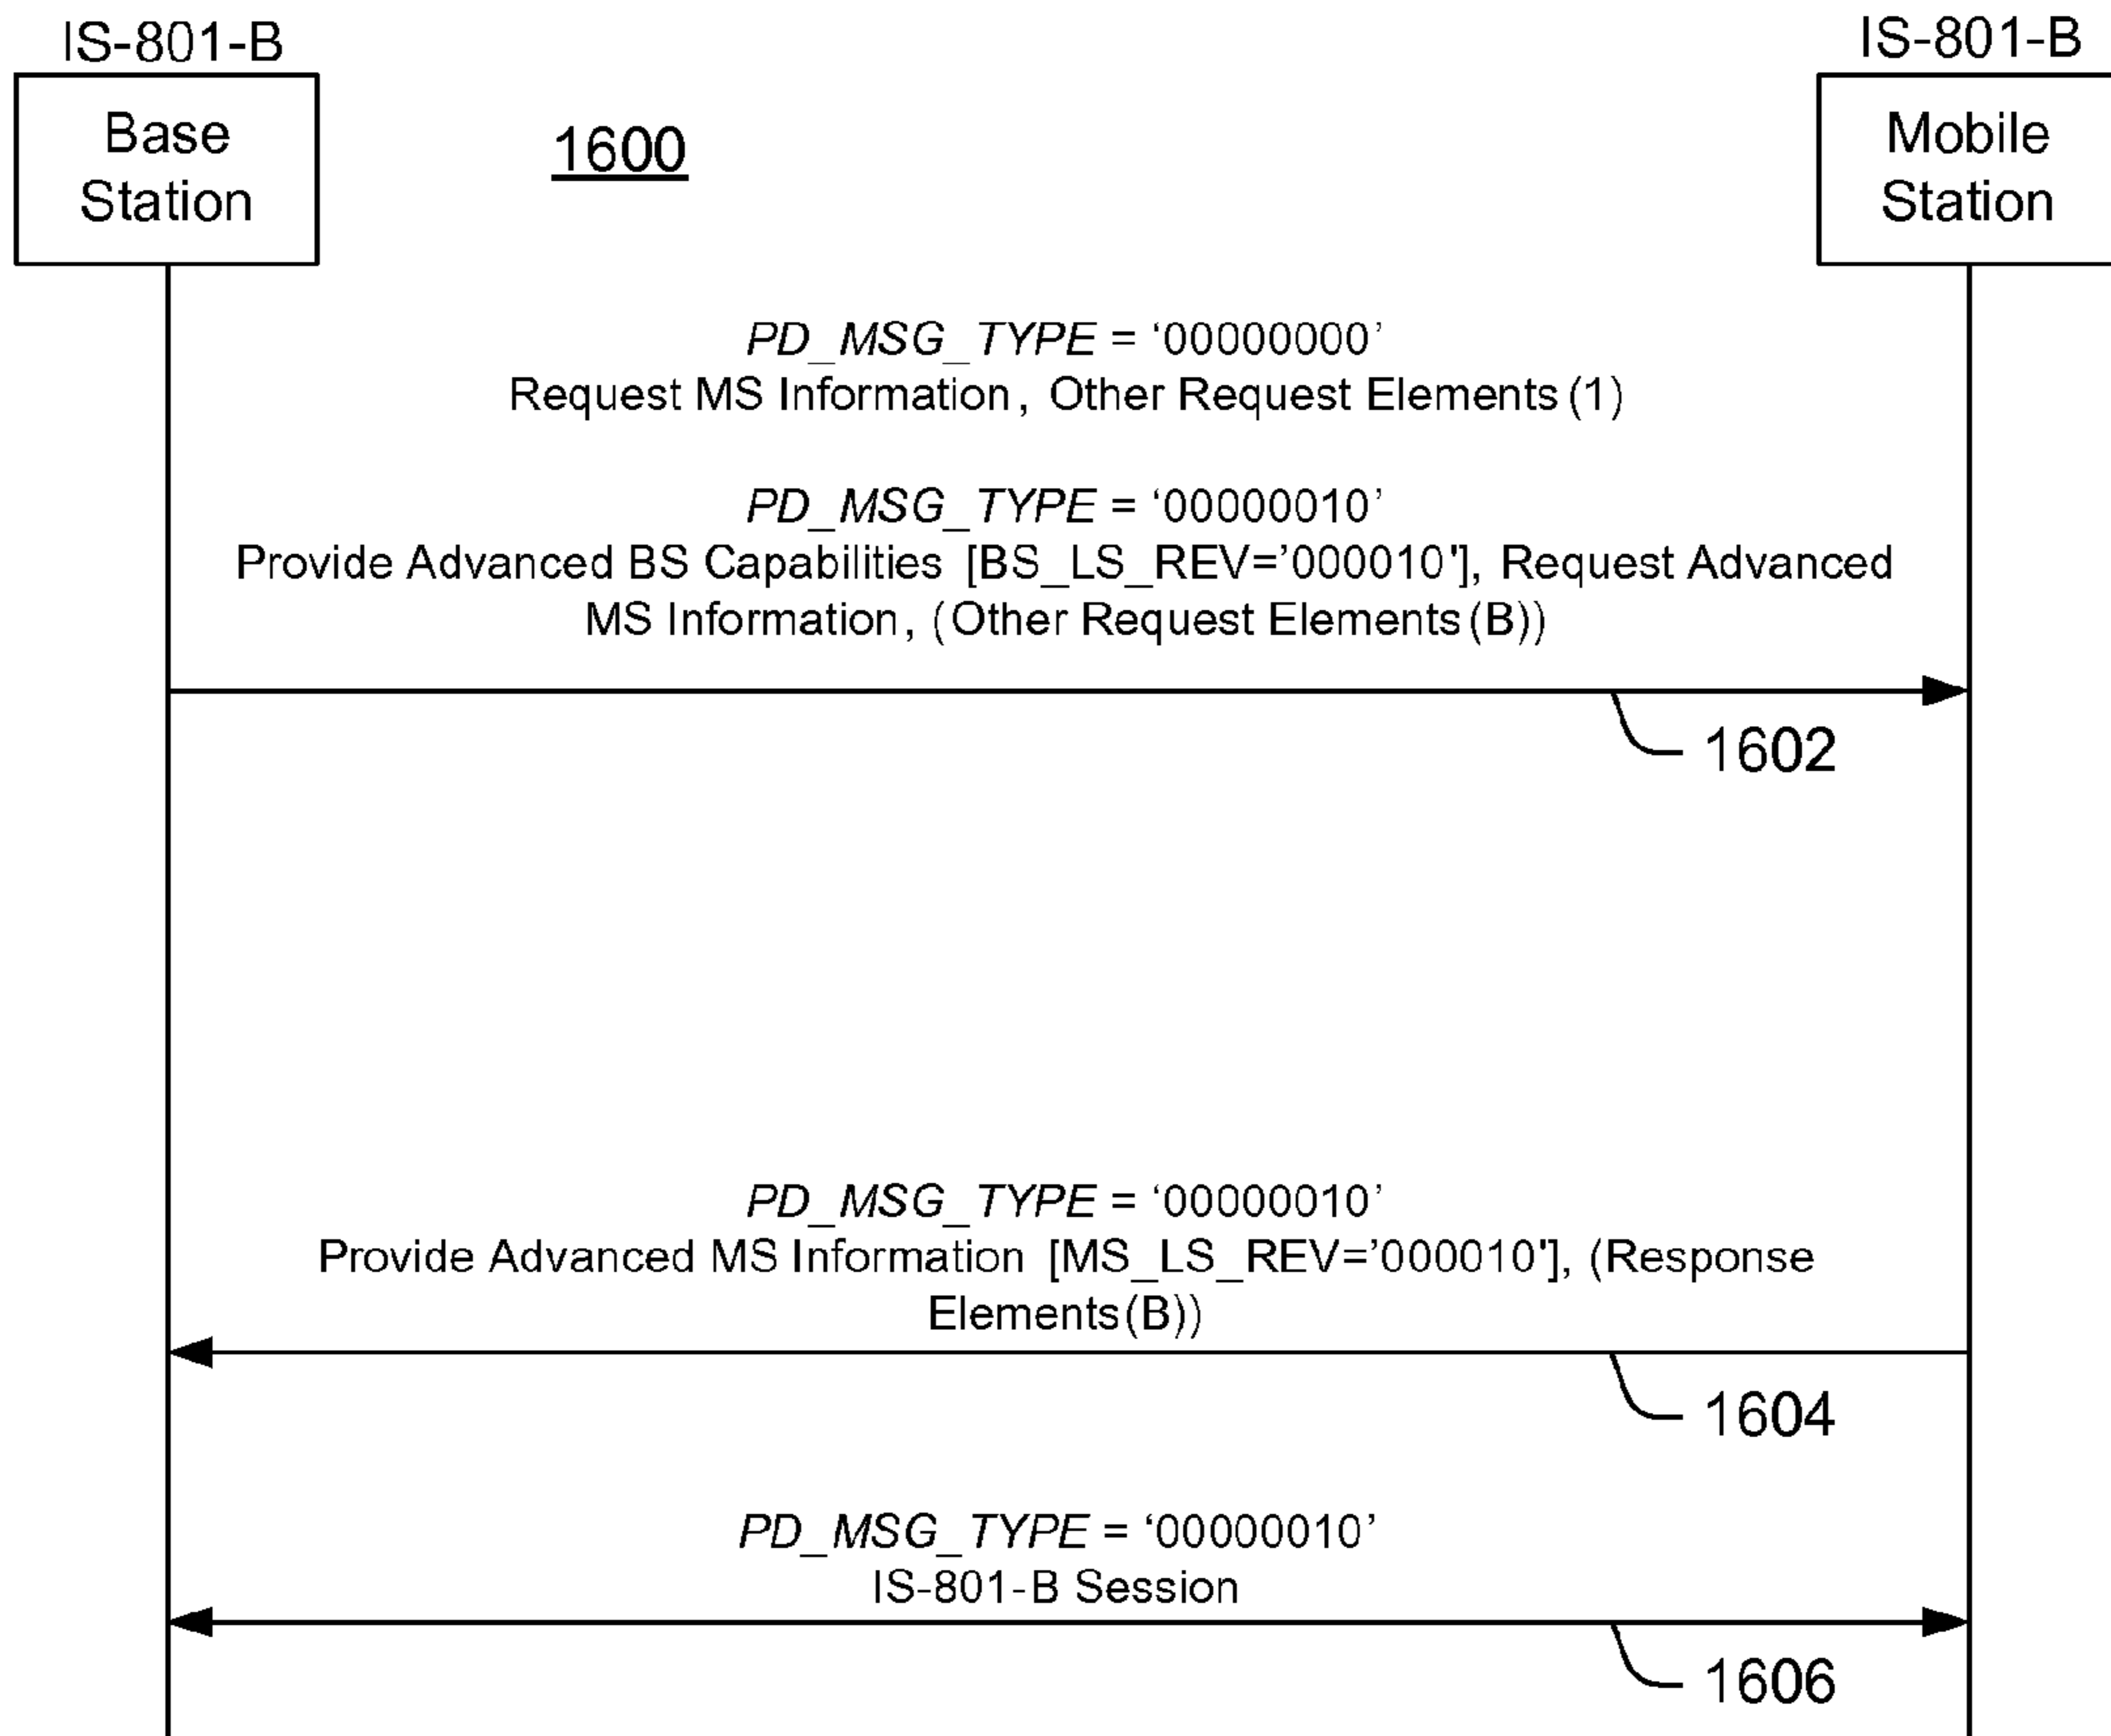 IS-801-B
IS-801-B
Base
Station
1600
Mobile
Station
PD_MSG_TYPE = ‘00000000’
Request MS Information, Other Request Elements (1)
PD_MSG_TYPE = ‘00000010’
Provide Advanced BS Capabilities [BS_LS_REV=’000010'], Request Advanced
MS Information, (Other Request Elements (B))
1602
PD_MSG_TYPE = ‘00000010’
Provide Advanced MS Information [MS_LS_REV=’000010'], (Response
Elements (B))
1604
PD_MSG_TYPE = ‘00000010’
IS-801-B Session
1606